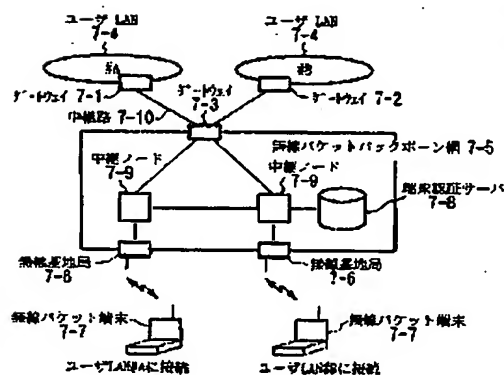 ユーザ LAN
7-4
ユーザ LAN
7-4
#A
#B
ゲートウェイ 7-1
ゲートウェイ
7-3
ゲートウェイ 7-2
中継路 7-10
無線パケットバックボーン網 7-5
中継ノード
7-9
中継ノード
7-9
端末認証サーバ
7-8
無線基地局
7-8
無線基地局
7-6
無線パケット端末
7-7
無線パケット端末
7-7
ユーザLAN#Aに接続
ユーザLAN#Bに接続